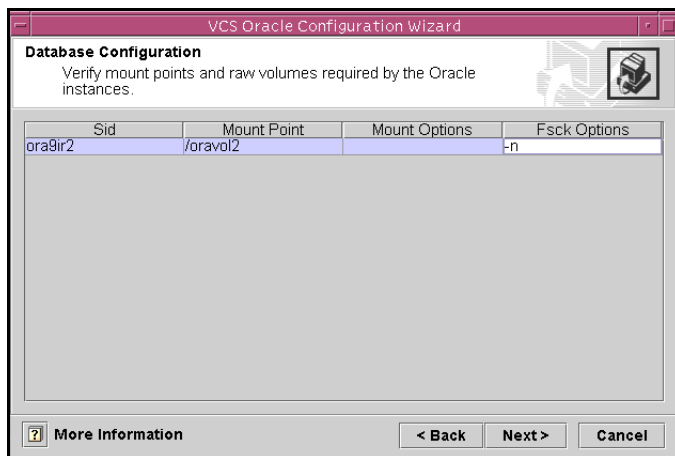 VCS Oracle Configuration Wizard
Database Configuration
Verify mount points and raw volumes required by the Oracle
instances.
Sid Mount Point Mount Options Fsck Options
ora9ir2 /oravol2 -n
? More Information < Back Next > Cancel